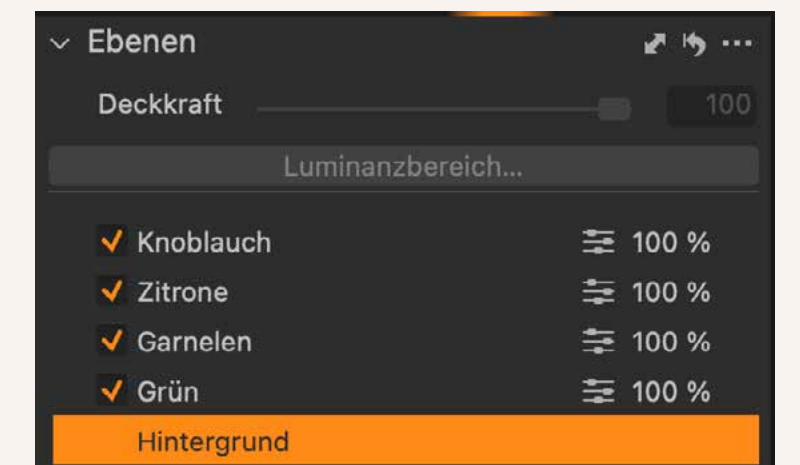 Ebenen
Deckkraft 100
Luminanzbereich...
Knoblauch 100 %
Zitrone 100 %
Garnelen 100 %
Grün 100 %
Hintergrund